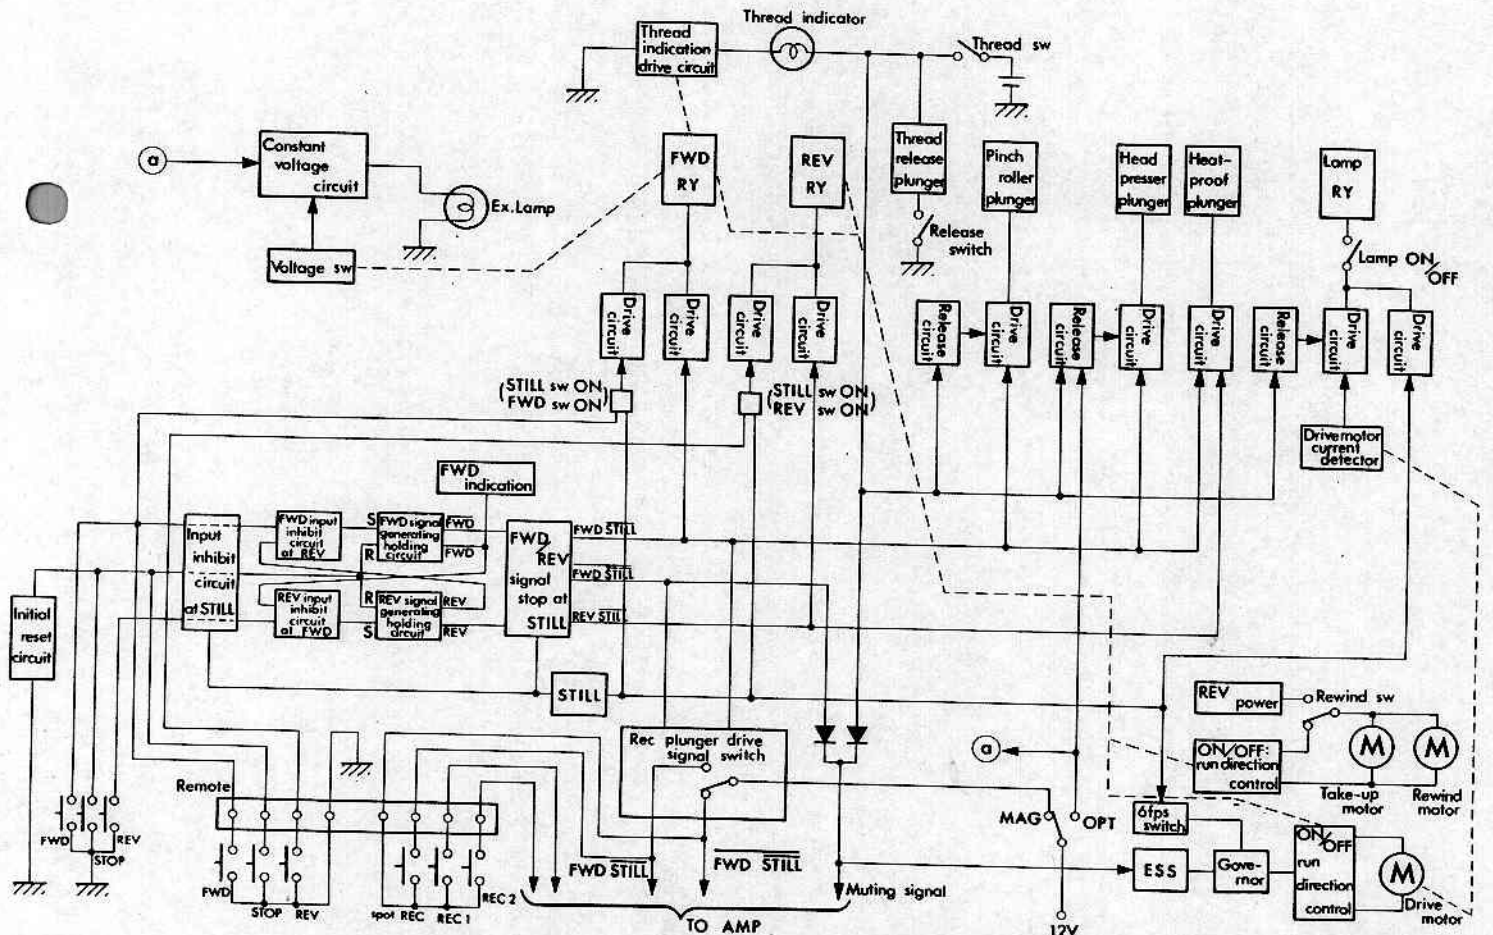 Thread indicator
Thread
indication
drive circuit
Thread sw
Constant
voltage
circuit
a
Ex.Lamp
Voltage sw
FWD
RY
REV
RY
Thread
release
plunger
Pinch
roller
plunger
Head
presser
plunger
Heat-
proof
plunger
Lamp
RY
Release
switch
Lamp ON/OFF
Drive
circuit
Drive
circuit
Drive
circuit
Drive
circuit
Release
circuit
Drive
circuit
Release
circuit
Drive
circuit
Drive
circuit
Release
circuit
Drive
circuit
Drive
circuit
(STILL sw ON
FWD sw ON)
(STILL sw ON
REV sw ON)
Drive motor
current
detector
FWD
indication
Input
inhibit
circuit
at STILL
FWD input
inhibit
circuit
at REV
S
R
FWD signal
generating
holding
circuit
FWD
FWD
REV input
inhibit
circuit
at FWD
R
S
REV signal
generating
holding
circuit
REV
REV
FWD/REV
signal
stop at
STILL
FWD STILL
FWD STILL
REV STILL
Initial
reset
circuit
STILL
REV
power
Rewind sw
Rec plunger drive
signal switch
a
ON/OFF:
run direction
control
M
M
Take-up
motor
Rewind motor
Remote
FWD
REV
STOP
FWD
STOP
REV
spot REC
REC 1
REC 2
FWD STILL
FWD STILL
Muting signal
TO AMP
MAG
OPT
12V
6fps
switch
ESS
Gove-
rnor
ON/OFF
run
direction
control
M
Drive
motor